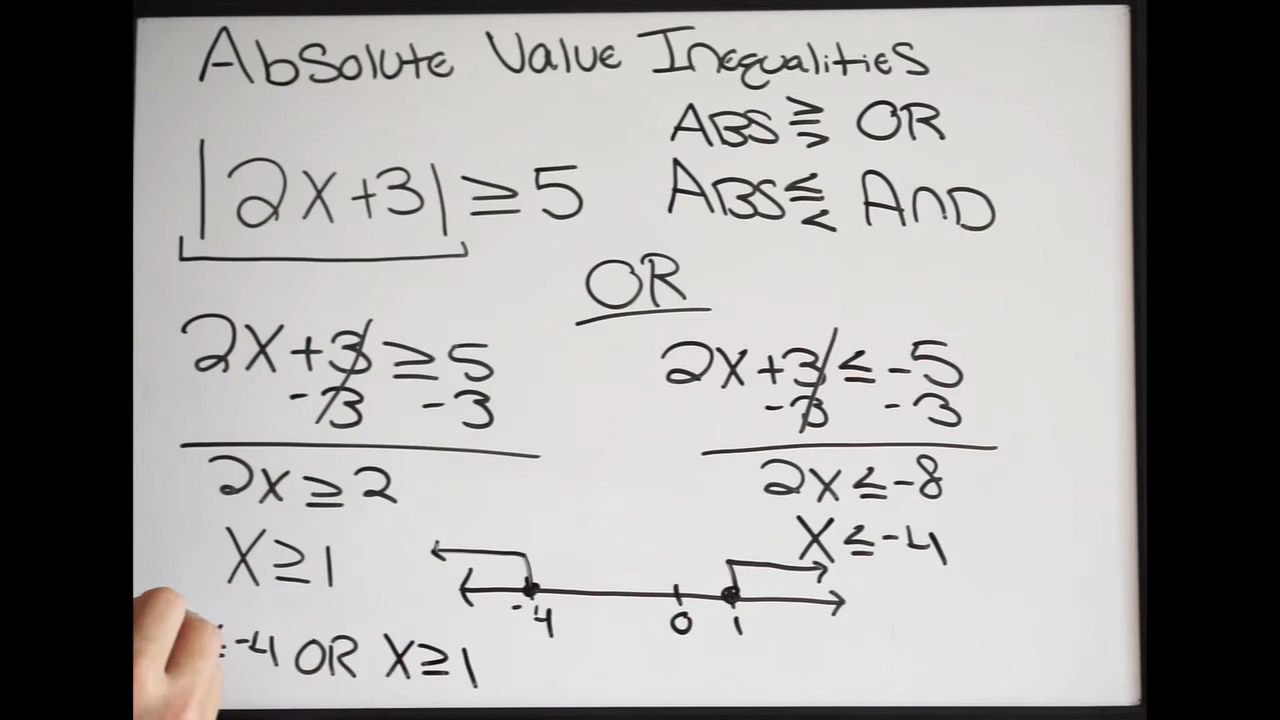 Absolute Value Inequalities
ABS ≥ > OR
|2x+3| ≥ 5
ABS ≤ < AnD
OR
2x+3 ≥ 5
-3 -3
2x ≥ 2
x ≥ 1
2x+3 ≤ -5
-3 -3
2x ≤ -8
x ≤ -4
-4 0 1
-4 OR x ≥ 1